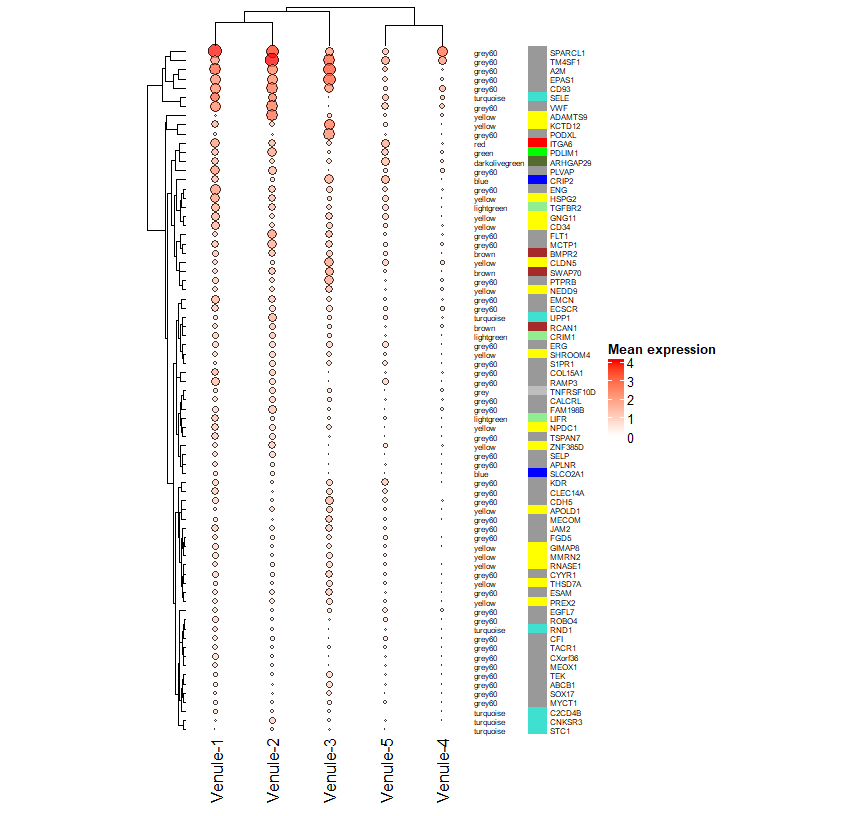 grey60 SPARCL1
grey60 TM4SF1
grey60 A2M
grey60 EPAS1
grey60 CD93
turquoise SELE
grey60 VWF
yellow ADAMTS9
yellow KCTD12
grey60 PODXL
red ITGA6
green PDLIM1
darkolivegreen ARHGAP29
grey60 PLVAP
blue CRIP2
grey60 ENG
yellow HSPG2
lightgreen TGFBR2
yellow GNG11
yellow CD34
grey60 FLT1
grey60 MCTP1
brown BMPR2
yellow CLDN5
brown SWAP70
grey60 PTPRB
yellow NEDD9
grey60 EMCN
grey60 ECSCR
turquoise UPP1
brown RCAN1
lightgreen CRIM1
grey60 ERG
yellow SHROOM4
grey60 S1PR1
grey60 COL15A1
grey60 RAMP3
grey TNFRSF10D
grey60 CALCRL
grey60 FAM198B
lightgreen LIFR
yellow NPDC1
grey60 TSPAN7
yellow ZNF385D
grey60 SELP
grey60 APLNR
blue SLCO2A1
grey60 KDR
grey60 CLEC14A
grey60 CDH5
yellow APOLD1
grey60 MECOM
grey60 JAM2
grey60 FGD5
yellow GIMAP8
yellow MMRN2
yellow RNASE1
grey60 CYYR1
yellow THSD7A
grey60 ESAM
yellow PREX2
grey60 EGFL7
grey60 ROBO4
turquoise RND1
grey60 CFI
grey60 TACR1
grey60 CXorf36
grey60 MEOX1
grey60 TEK
grey60 ABCB1
grey60 SOX17
grey60 MYCT1
turquoise C2CD4B
turquoise CNKSR3
turquoise STC1
Venule-1
Venule-2
Venule-3
Venule-5
Venule-4
Mean expression
4
3
2
1
0